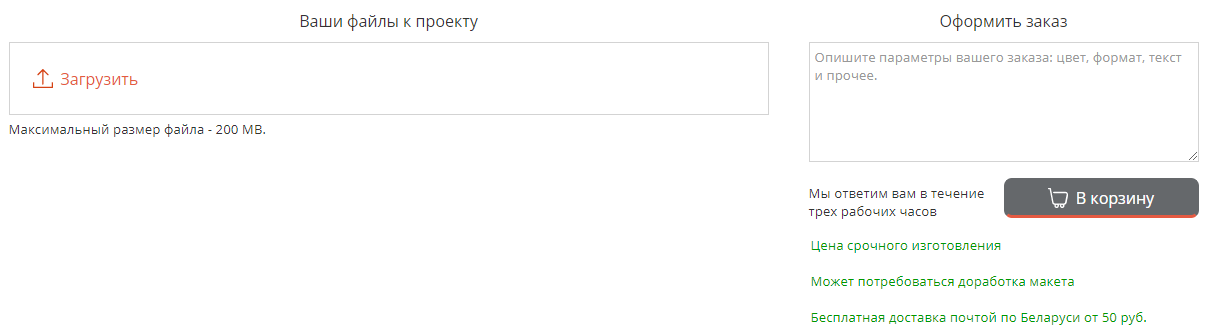 Ваши файлы к проекту
Загрузить
Максимальный размер файла - 200 MB.
Оформить заказ
Опишите параметры вашего заказа: цвет, формат, текст
и прочее.
Мы ответим вам в течение
трех рабочих часов
В корзину
Цена срочного изготовления
Может потребоваться доработка макета
Бесплатная доставка почтой по Беларуси от 50 руб.